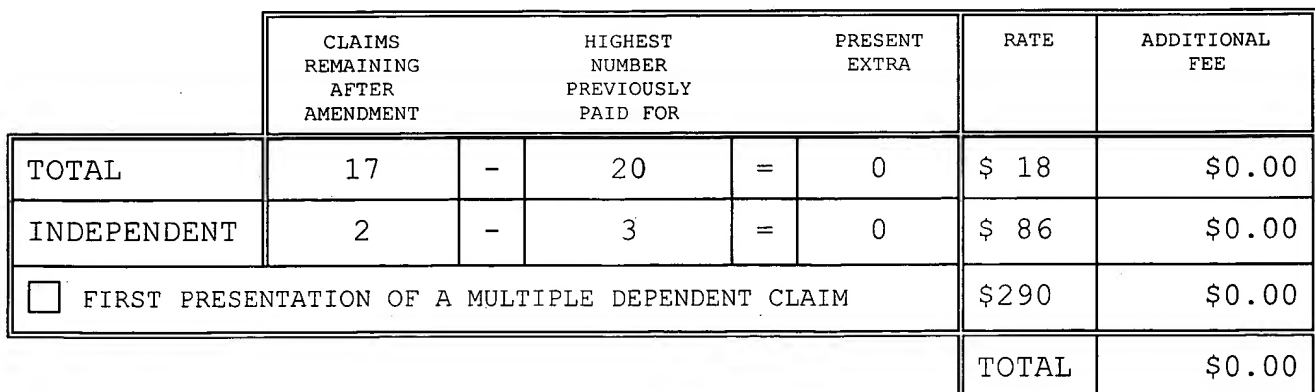 CLAIMS REMAINING AFTER AMENDMENT HIGHEST NUMBER PREVIOUSLY PAID FOR PRESENT EXTRA RATE ADDITIONAL FEE
TOTAL 17 - 20 = 0 $ 18 $0.00
INDEPENDENT 2 - 3 = 0 $ 86 $0.00
FIRST PRESENTATION OF A MULTIPLE DEPENDENT CLAIM $290 $0.00
TOTAL $0.00